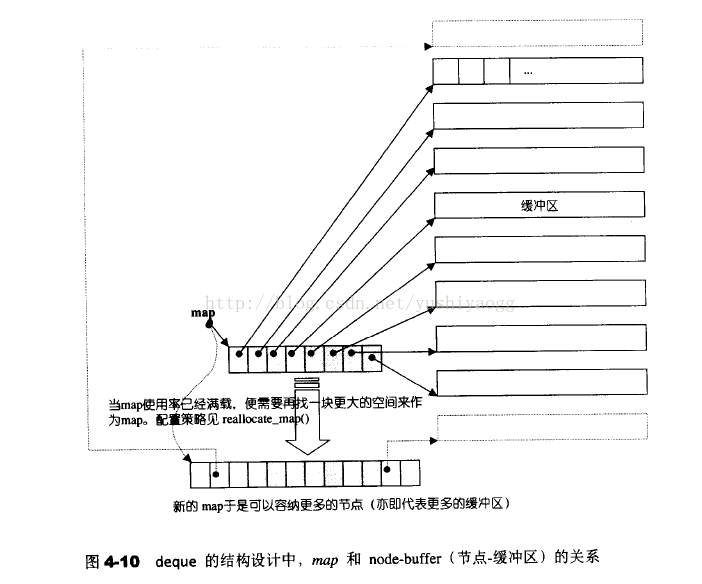 ...
缓冲区
http://blog.csdn.net/yushiyaogg
map
当map使用率已经满载，便需要再找一块更大的空间来作
为map。配置策略见 reallocate_map()
新的 map于是可以容纳更多的节点（亦即代表更多的缓冲区）
图 4-10 deque 的结构设计中，map 和 node-buffer（节点-缓冲区）的关系